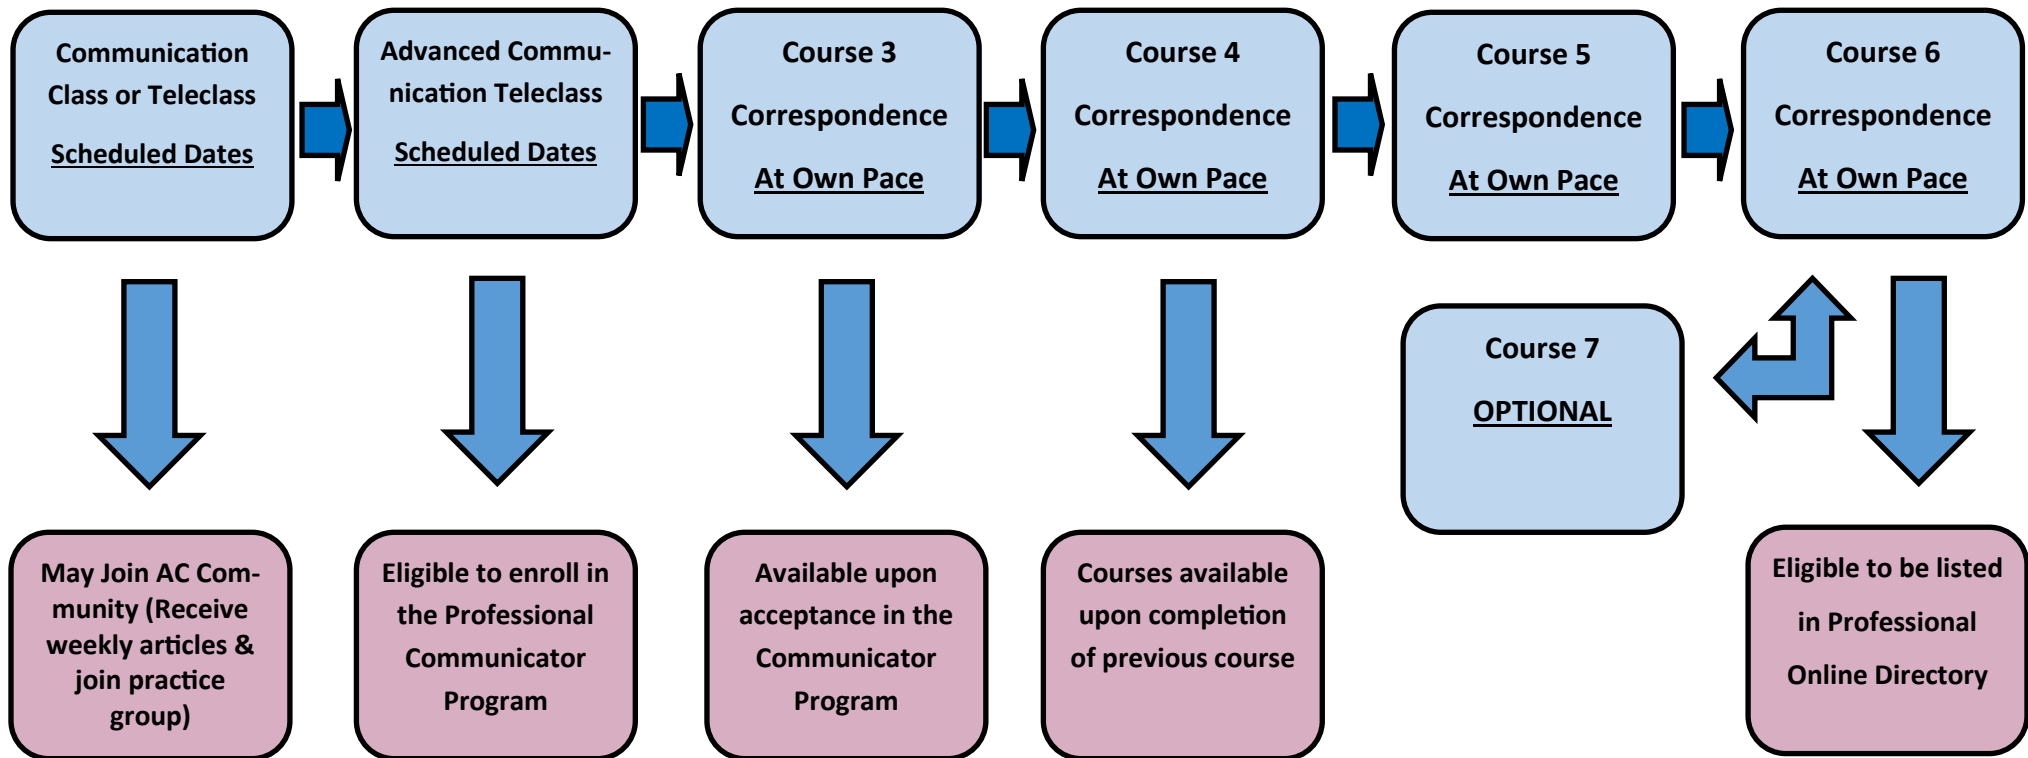 Communication
Class or Teleclass
Scheduled Dates
Advanced Commu-
nication Teleclass
Scheduled Dates
Course 3
Correspondence
At Own Pace
Course 4
Correspondence
At Own Pace
Course 5
Correspondence
At Own Pace
Course 6
Correspondence
At Own Pace
Course 7
OPTIONAL
May Join AC Com-
munity (Receive
weekly articles &
join practice
group)
Eligible to enroll in
the Professional
Communicator
Program
Available upon
acceptance in the
Communicator
Program
Courses available
upon completion
of previous course
Eligible to be listed
in Professional
Online Directory